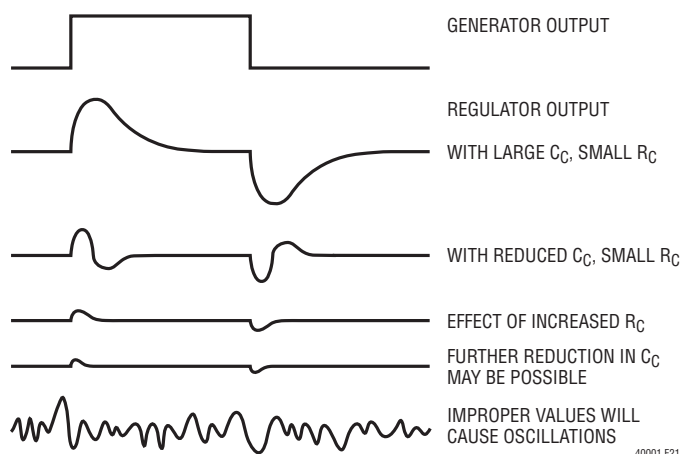 GENERATOR OUTPUT
REGULATOR OUTPUT
WITH LARGE CC, SMALL RC
WITH REDUCED CC, SMALL RC
EFFECT OF INCREASED RC
FURTHER REDUCTION IN CC
MAY BE POSSIBLE
IMPROPER VALUES WILL
CAUSE OSCILLATIONS
40001 F21